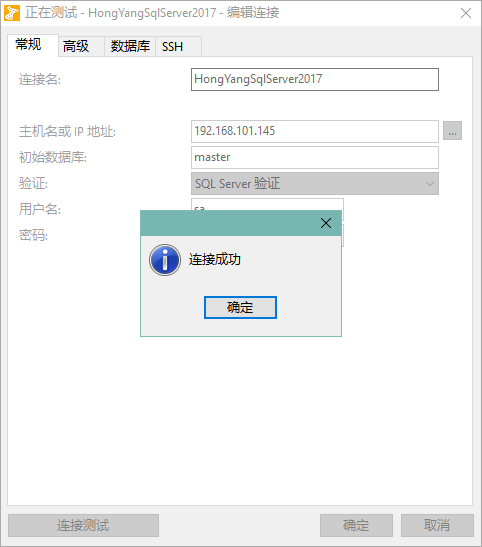 正在测试 - HongYangSqlServer2017 - 编辑连接
常规 高级 数据库 SSH
连接名: HongYangSqlServer2017
主机名或 IP 地址: 192.168.101.145 ...
初始数据库: master
验证: SQL Server 验证
用户名: sa
密码:
连接成功
确定
连接测试 确定 取消